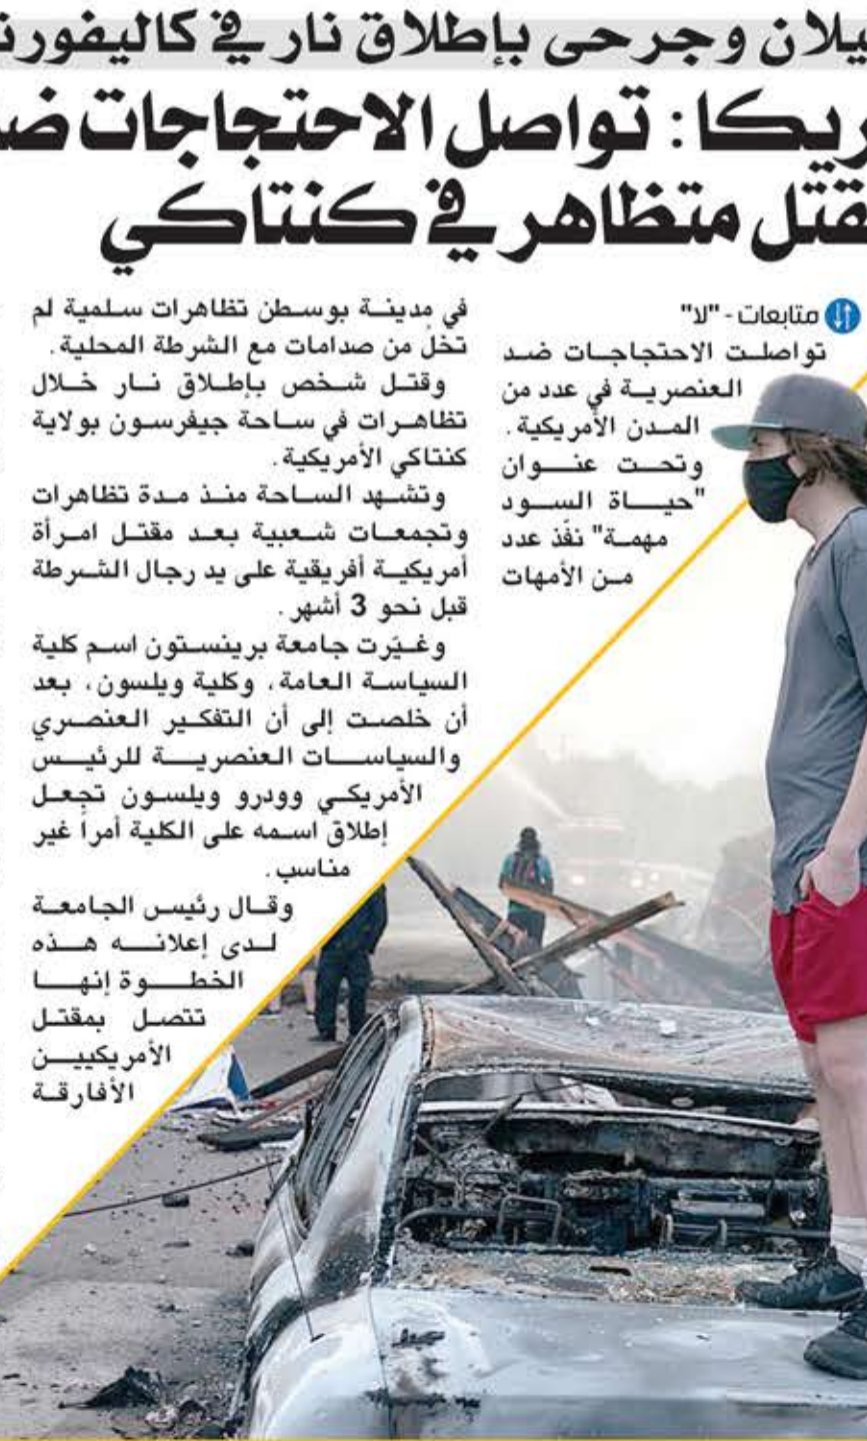 يلان وجرحى بإطلاق نار في كاليفورن
ريكا: تواصل الاحتجاجات ض
قتل متظاهر في كنتاكي
متابعات - "لا"
تواصلت الاحتجاجات ضد
العنصرية في عدد من
المدن الأمريكية.
وتحت عنوان
"حياة السود
مهمة" نفّذ عدد
من الأمهات
في مدينة بوسطن تظاهرات سلمية لم
تخلُ من صدامات مع الشرطة المحلية.
وقتل شخص بإطلاق نار خلال
تظاهرات في ساحة جيفرسون بولاية
كنتاكي الأمريكية.
وتشهد الساحة منذ مدة تظاهرات
وتجمعات شعبية بعد مقتل امرأة
أمريكية أفريقية على يد رجال الشرطة
قبل نحو 3 أشهر.
وغيّرت جامعة برينستون اسم كلية
السياسة العامة، وكلية ويلسون، بعد
أن خلصت إلى أن التفكير العنصري
والسياسات العنصرية للرئيس
الأمريكي وودرو ويلسون تجعل
إطلاق اسمه على الكلية أمراً غير
مناسب.
وقال رئيس الجامعة
لدى إعلانه هذه
الخطوة إنها
تتصل بمقتل
الأمريكيين
الأفارقة